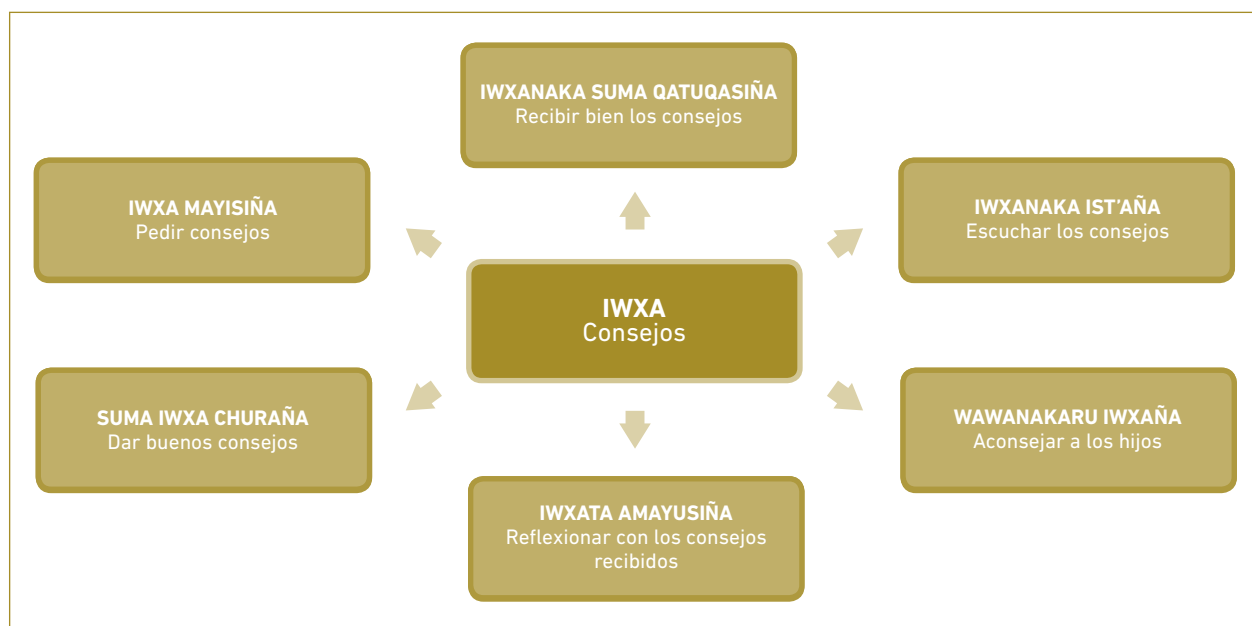 IWXANAKA SUMA QATUQASIÑA
Recibir bien los consejos
IWXA MAYISIÑA
Pedir consejos
IWXANAKA IST’AÑA
Escuchar los consejos
IWXA
Consejos
SUMA IWXA CHURAÑA
Dar buenos consejos
WAWANAKARU IWXAÑA
Aconsejar a los hijos
IWXATA AMAYUSIÑA
Reflexionar con los consejos
recibidos